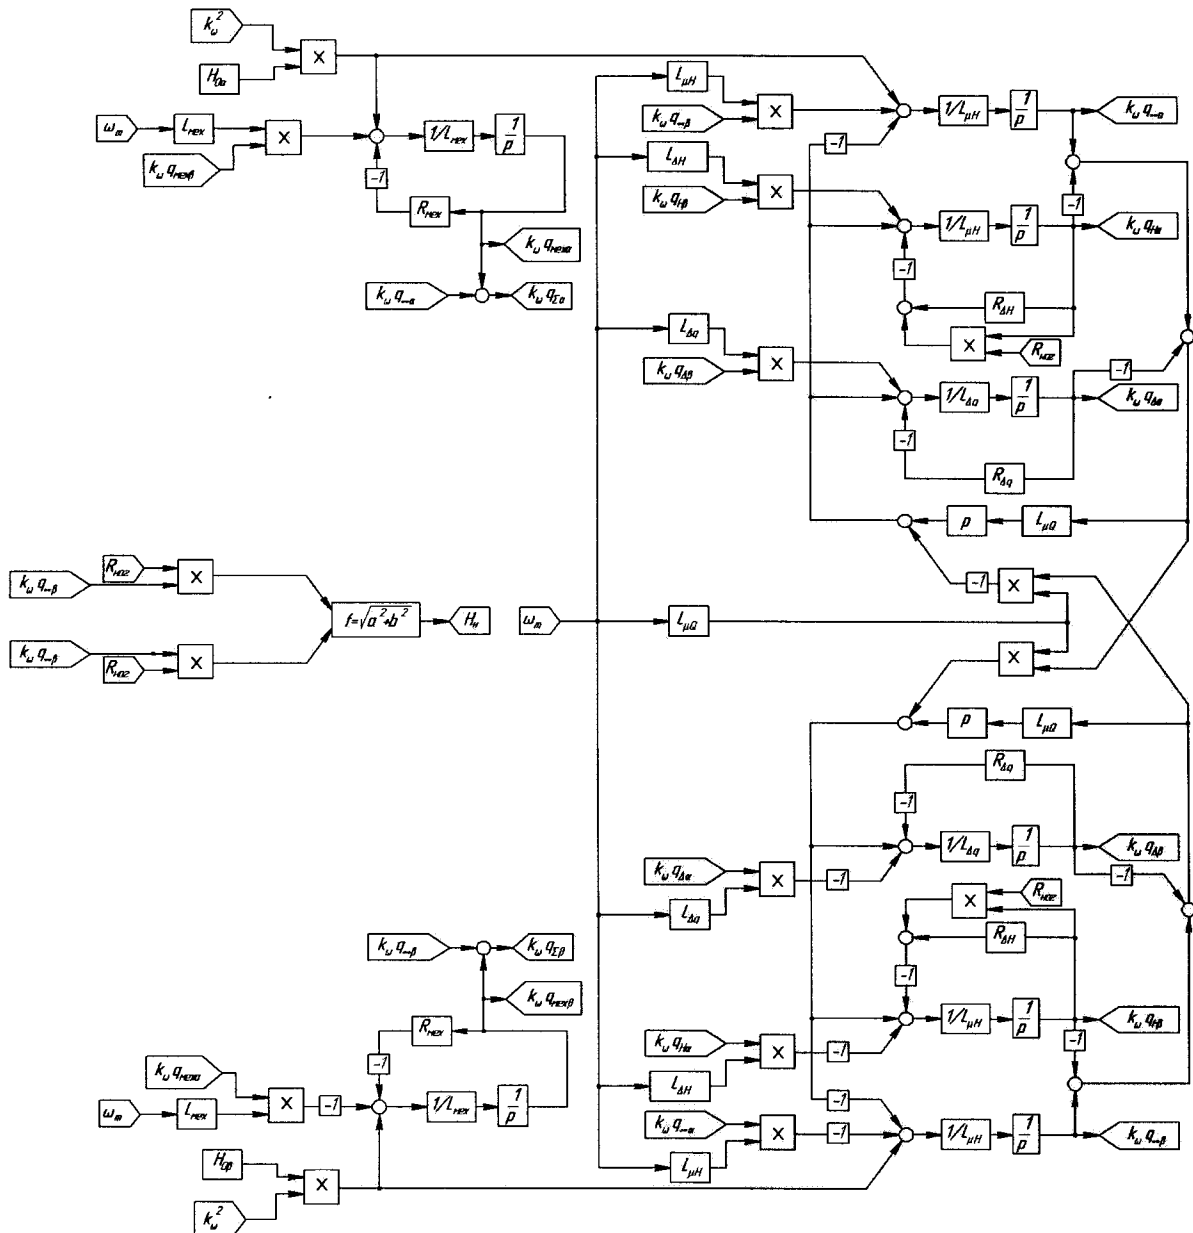 k_ω²
×
H_0α
ω_m
L_мех
×
k_ω q_мехβ
1/L_мех
1/p
-1
R_мех
k_ω q_мехα
k_ω q_∞α
k_ω q_Σα
L_μH
k_ω q_∞β
×
-1
1/L_μH
1/p
k_ω q_∞α
L_ΔH
k_ω q_Hβ
×
1/L_μH
1/p
-1
k_ω q_Hα
-1
R_ΔH
×
R_наг
L_Δq
k_ω q_Δβ
×
1/L_Δq
1/p
-1
k_ω q_Δα
-1
R_Δq
p
L_μQ
R_наг
k_ω q_∞β
×
f=√a²+b²
H_н
k_ω q_∞β
R_наг
×
ω_m
L_μQ
-1
×
×
p
L_μQ
R_Δq
-1
k_ω q_Δα
L_Δq
×
-1
1/L_Δq
1/p
k_ω q_Δβ
-1
×
R_наг
R_ΔH
-1
k_ω q_∞β
k_ω q_Σβ
k_ω q_мехβ
R_мех
-1
k_ω q_мехα
ω_m
L_мех
×
-1
1/L_мех
1/p
k_ω q_Hα
L_ΔH
×
-1
1/L_μH
1/p
k_ω q_Hβ
-1
k_ω q_∞α
L_μH
×
-1
-1
1/L_μH
1/p
k_ω q_∞β
H_0β
k_ω²
×